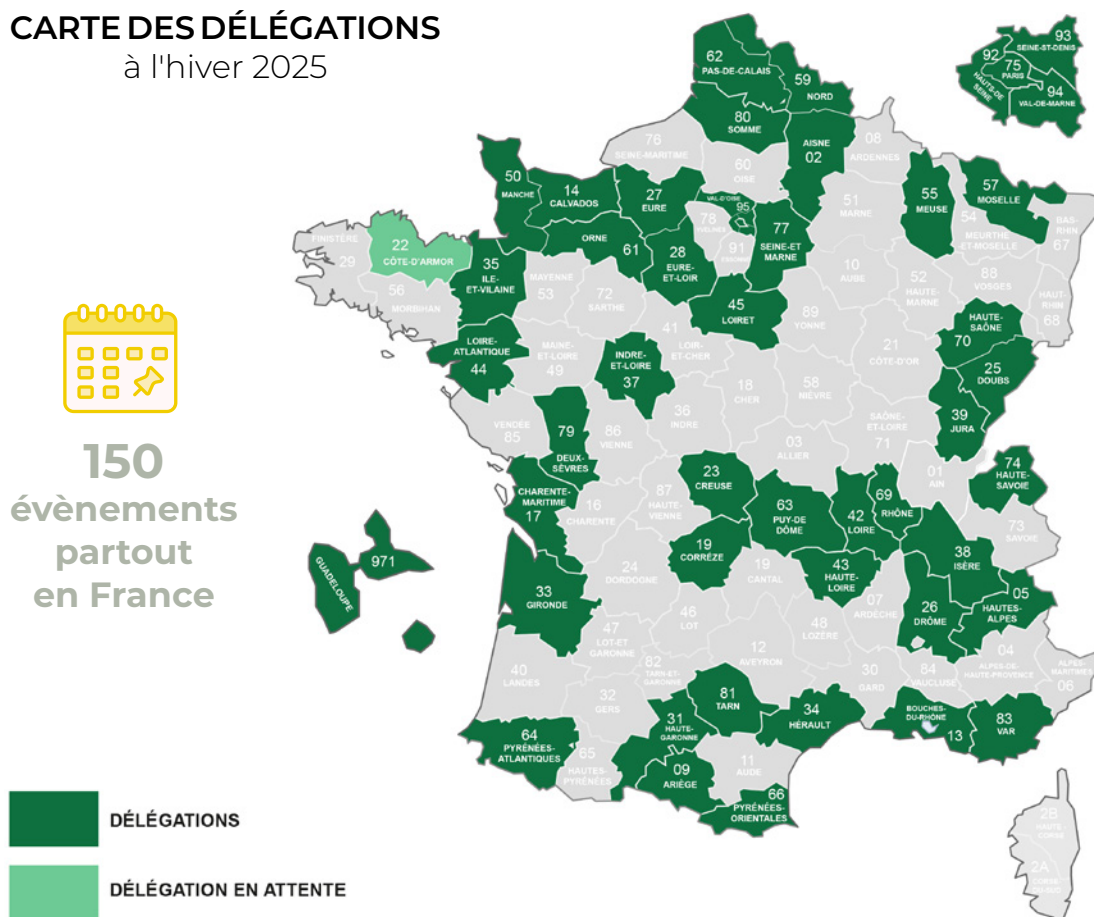 CARTE DES DÉLÉGATIONS
à l'hiver 2025
93
SEINE-ST-DENIS
92
75
PARIS
HAUTS-DE
SEINE
94
VAL-DE-MARNE
62
PAS-DE-CALAIS
59
NORD
80
SOMME
AISNE
02
08
ARDENNES
76
SEINE-MARITIME
60
OISE
50
MANCHE
14
CALVADOS
27
EURE
VAL-D'OISE
95
78
YVELINES
91
ESSONNE
77
SEINE-ET
MARNE
51
MARNE
55
MEUSE
57
MOSELLE
54
MEURTHE-
ET-MOSELLE
BAS-
RHIN
67
ORNE
61
28
EURE-
ET-LOIR
FINISTÈRE
29
22
CÔTE-D'ARMOR
56
MORBIHAN
35
ILE-
ET-VILAINE
MAYENNE
53
72
SARTHE
45
LOIRET
10
AUBE
52
HAUTE-
MARNE
88
VOSGES
HAUT-
RHIN
68
41
LOIR-
ET-CHER
89
YONNE
21
CÔTE-D'OR
HAUTE-
SAÔNE
70
25
DOUBS
39
JURA
LOIRE-
ATLANTIQUE
44
MAINE-
ET-LOIRE
49
INDRE-
ET-LOIRE
37
18
CHER
58
NIÈVRE
36
INDRE
SAÔNE-
ET-LOIRE
71
VENDÉE
85
79
DEUX-
SÈVRES
86
VIENNE
03
ALLIER
01
AIN
74
HAUTE-
SAVOIE
73
SAVOIE
CHARENTE-
MARITIME
17
16
CHARENTE
87
HAUTE-
VIENNE
23
CREUSE
63
PUY-DE
DÔME
42
LOIRE
69
RHÔNE
38
ISÈRE
19
CORRÈZE
19
CANTAL
43
HAUTE-
LOIRE
07
ARDÈCHE
26
DRÔME
05
HAUTES-
ALPES
24
DORDOGNE
33
GIRONDE
46
LOT
47
LOT-ET
GARONNE
12
AVEYRON
48
LOZÈRE
30
GARD
84
VAUCLUSE
04
ALPES-DE-
HAUTE-PROVENCE
ALPES-
MARITIMES
06
40
LANDES
82
TARN-ET-
GARONNE
32
GERS
81
TARN
31
HAUTE-
GARONNE
34
HÉRAULT
BOUCHES-
DU-RHÔNE
13
83
VAR
64
PYRÉNÉES-
ATLANTIQUES
65
HAUTES-
PYRÉNÉES
09
ARIÈGE
11
AUDE
66
PYRÉNÉES-
ORIENTALES
2B
HAUTE-
CORSE
2A
CORSE-
DU-SUD
150
évènements
partout
en France
GUADELOUPE
971
DÉLÉGATIONS
DÉLÉGATION EN ATTENTE